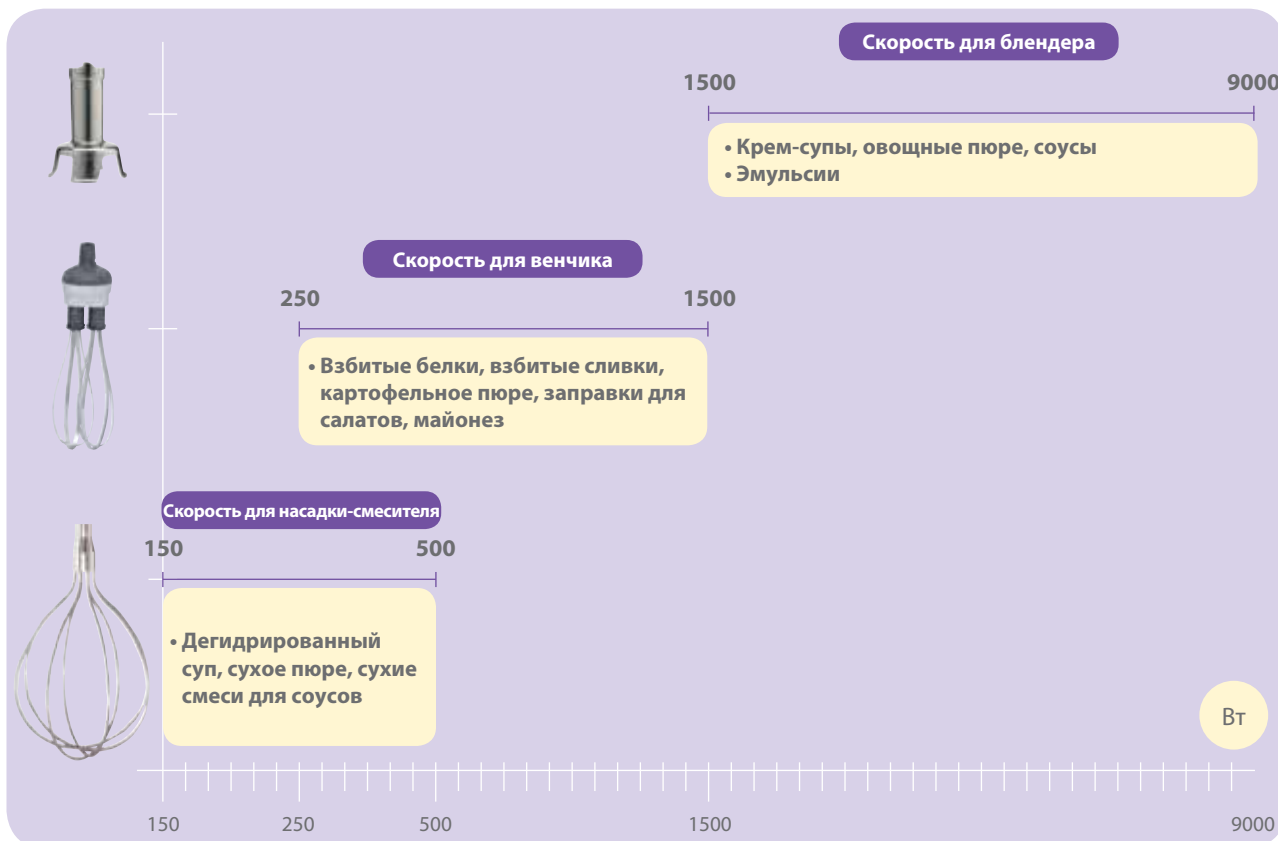 Скорость для блендера
1500 9000
• Крем-супы, овощные пюре, соусы
• Эмульсии
Скорость для венчика
250 1500
• Взбитые белки, взбитые сливки,
картофельное пюре, заправки для
салатов, майонез
Скорость для насадки-смесителя
150 500
• Дегидрированный
суп, сухое пюре, сухие
смеси для соусов
Вт
150 250 500 1500 9000